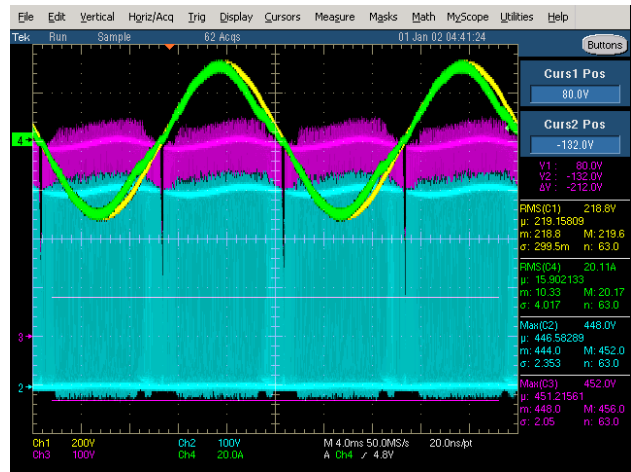 File Edit Vertical Horiz/Acq Trig Display Cursors Measure Masks Math MyScope Utilities Help
Tek Run Sample 62 Acqs 01 Jan 02 04:41:24
Buttons
Curs1 Pos
80.0V
Curs2 Pos
-132.0V
V1 : 80.0V
V2 : -132.0V
ΔV : -212.0V
RMS(C1) 218.8V
µ: 219.15809
m: 218.8 M: 219.6
σ: 299.5m n: 63.0
RMS(C4) 20.11A
µ: 15.902133
m: 10.33 M: 20.17
σ: 4.017 n: 63.0
Max(C2) 448.0V
µ: 446.58289
m: 444.0 M: 452.0
σ: 2.353 n: 63.0
Max(C3) 452.0V
µ: 451.21561
m: 448.0 M: 456.0
σ: 2.05 n: 63.0
4
3
2
Ch1 200V Ch2 100V M 4.0ms 50.0MS/s 20.0ns/pt
Ch3 100V Ch4 20.0A A Ch4 ∕ 4.8V